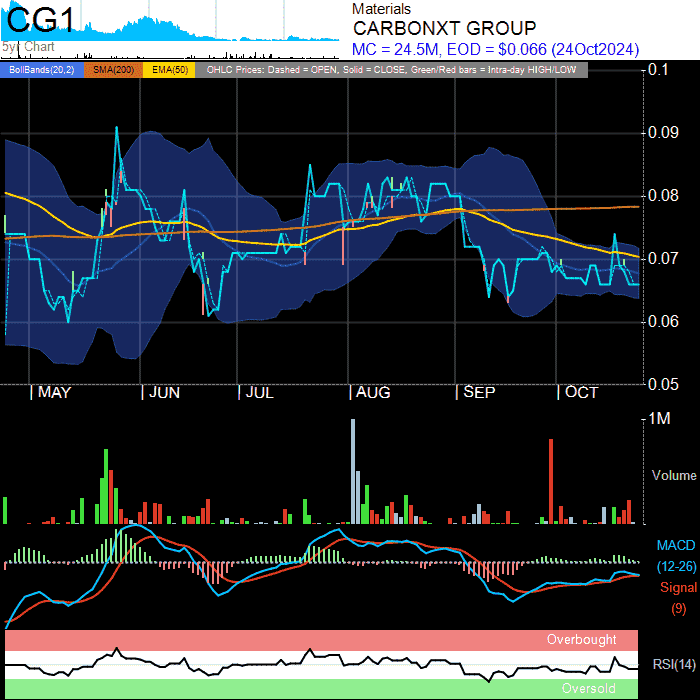 CG1
5yr Chart
Materials
CARBONXT GROUP
MC = 24.5M, EOD = $0.066 (24Oct2024)
BollBands(20,2) SMA(200) EMA(50) OHLC Prices: Dashed = OPEN, Solid = CLOSE, Green/Red bars = Intra-day HIGH/LOW
0.1
0.09
0.08
0.07
0.06
0.05
MAY JUN JUL AUG SEP OCT
1M
Volume
MACD
(12-26)
Signal
(9)
Overbought
RSI(14)
Oversold